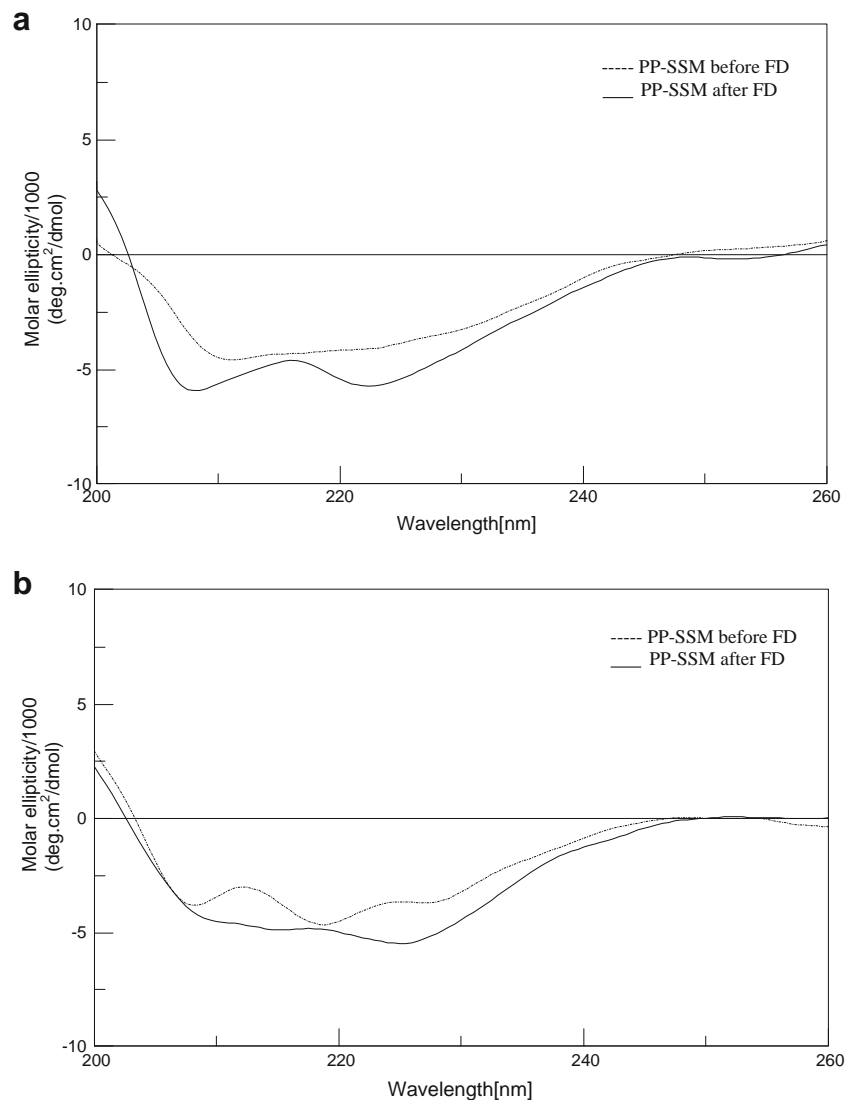 a
10
5
0
-5
-10
Molar ellipticity/1000
(deg.cm²/dmol)
PP-SSM before FD
PP-SSM after FD
200
220
240
260
Wavelength[nm]
b
10
5
0
-5
-10
Molar ellipticity/1000
(deg.cm²/dmol)
PP-SSM before FD
PP-SSM after FD
200
220
240
260
Wavelength[nm]